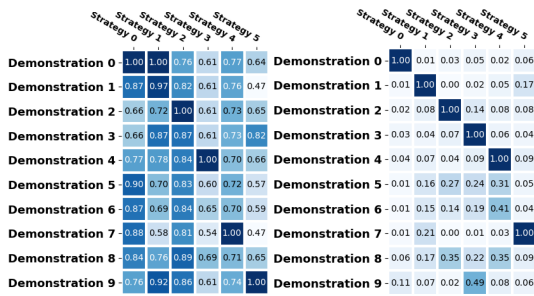 Strategy 0 Strategy 1 Strategy 2 Strategy 3 Strategy 4 Strategy 5
Demonstration 0 1.00 1.00 0.76 0.61 0.77 0.64
Demonstration 1 0.87 0.97 0.82 0.61 0.76 0.47
Demonstration 2 0.66 0.72 1.00 0.61 0.73 0.65
Demonstration 3 0.66 0.87 0.87 0.61 0.73 0.82
Demonstration 4 0.77 0.78 0.84 1.00 0.70 0.66
Demonstration 5 0.90 0.70 0.83 0.60 0.72 0.57
Demonstration 6 0.87 0.69 0.84 0.65 0.70 0.59
Demonstration 7 0.88 0.58 0.81 0.54 1.00 0.47
Demonstration 8 0.84 0.76 0.89 0.69 0.71 0.65
Demonstration 9 0.76 0.92 0.86 0.61 0.74 1.00
Strategy 0 Strategy 1 Strategy 2 Strategy 3 Strategy 4 Strategy 5
Demonstration 0 1.00 0.01 0.03 0.05 0.02 0.06
Demonstration 1 0.01 1.00 0.00 0.02 0.05 0.17
Demonstration 2 0.02 0.08 1.00 0.14 0.08 0.08
Demonstration 3 0.03 0.04 0.07 1.00 0.06 0.04
Demonstration 4 0.04 0.07 0.04 0.09 1.00 0.09
Demonstration 5 0.01 0.16 0.27 0.24 0.31 0.05
Demonstration 6 0.01 0.15 0.14 0.19 0.41 0.04
Demonstration 7 0.01 0.21 0.00 0.01 0.03 1.00
Demonstration 8 0.06 0.17 0.35 0.22 0.35 0.09
Demonstration 9 0.11 0.07 0.02 0.49 0.08 0.06